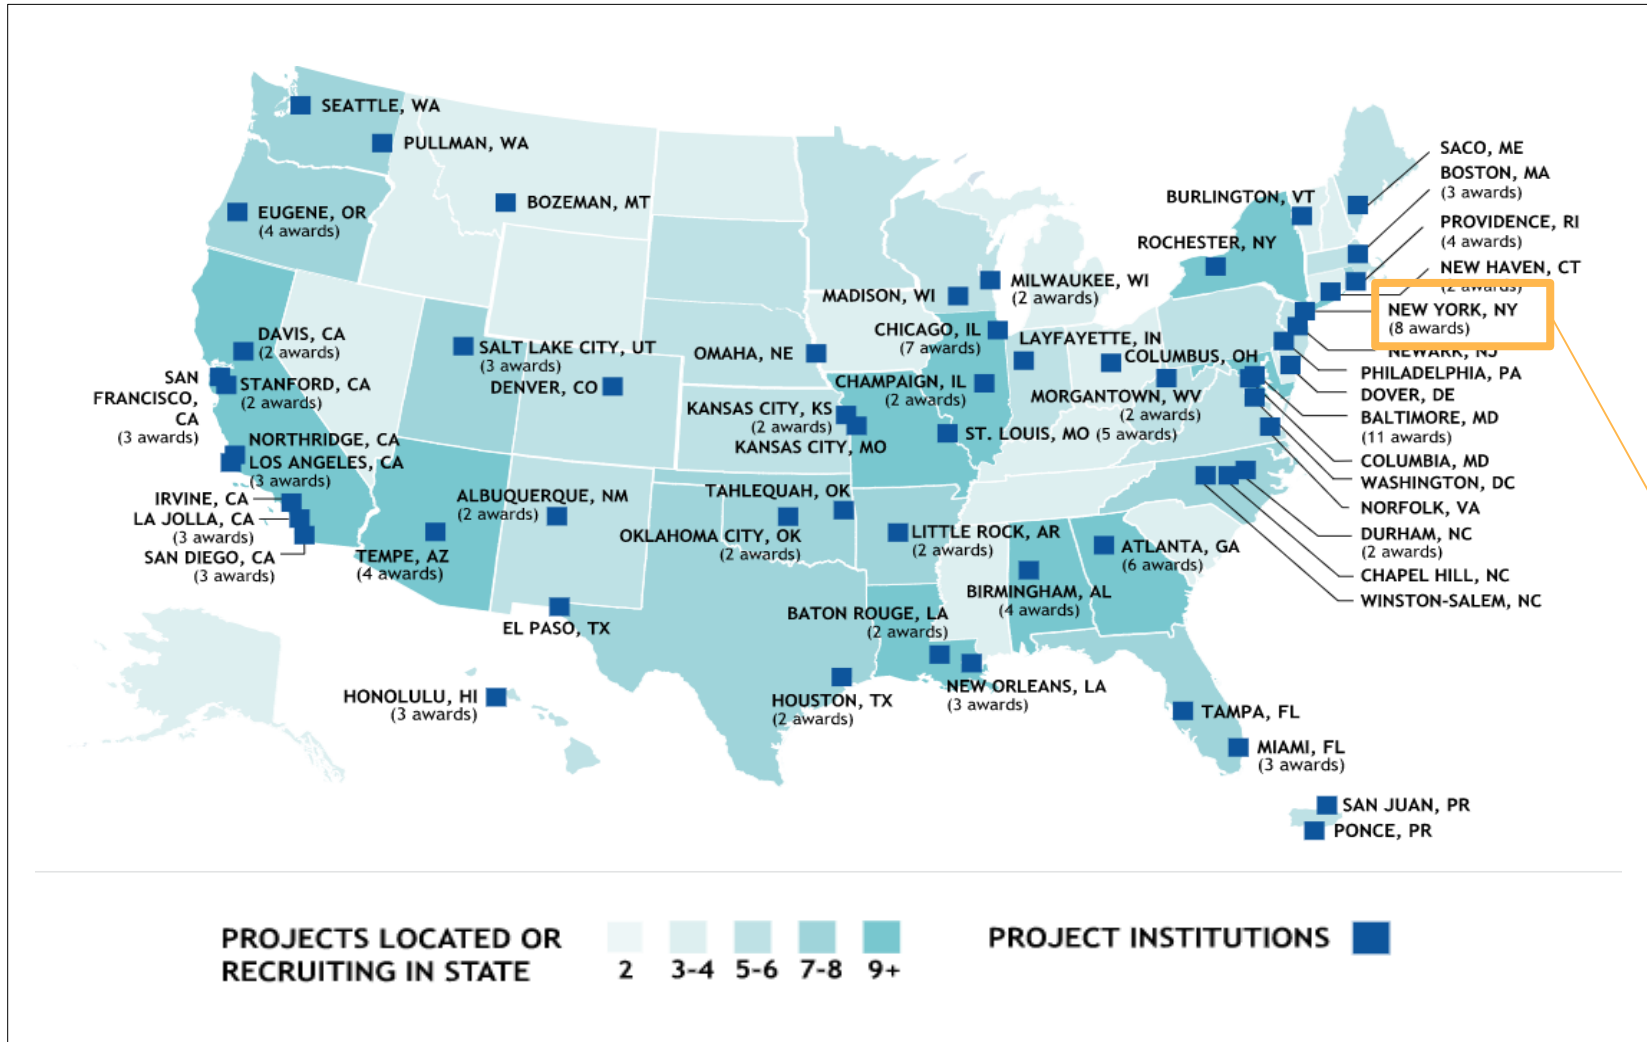 SEATTLE, WA
PULLMAN, WA
BOZEMAN, MT
EUGENE, OR
(4 awards)
DAVIS, CA
(2 awards)
SAN
FRANCISCO,
CA
(3 awards)
STANFORD, CA
(2 awards)
NORTHRIDGE, CA
LOS ANGELES, CA
(3 awards)
IRVINE, CA
LA JOLLA, CA
(3 awards)
SAN DIEGO, CA
(3 awards)
SALT LAKE CITY, UT
(3 awards)
DENVER, CO
ALBUQUERQUE, NM
(2 awards)
TEMPE, AZ
(4 awards)
EL PASO, TX
HONOLULU, HI
(3 awards)
OMAHA, NE
KANSAS CITY, KS
(2 awards)
KANSAS CITY, MO
TAHLEQUAH, OK
OKLAHOMA CITY, OK
(2 awards)
HOUSTON, TX
(2 awards)
MADISON, WI
MILWAUKEE, WI
(2 awards)
CHICAGO, IL
(7 awards)
CHAMPAIGN, IL
(2 awards)
ST. LOUIS, MO (5 awards)
LAYFAYETTE, IN
COLUMBUS, OH
MORGANTOWN, WV
(2 awards)
LITTLE ROCK, AR
(2 awards)
BIRMINGHAM, AL
(4 awards)
ATLANTA, GA
(6 awards)
BATON ROUGE, LA
(2 awards)
NEW ORLEANS, LA
(3 awards)
TAMPA, FL
MIAMI, FL
(3 awards)
SAN JUAN, PR
PONCE, PR
BURLINGTON, VT
ROCHESTER, NY
SACO, ME
BOSTON, MA
(3 awards)
PROVIDENCE, RI
(4 awards)
NEW HAVEN, CT
(2 awards)
NEW YORK, NY
(8 awards)
NEWARK, NJ
PHILADELPHIA, PA
DOVER, DE
BALTIMORE, MD
(11 awards)
COLUMBIA, MD
WASHINGTON, DC
NORFOLK, VA
DURHAM, NC
(2 awards)
CHAPEL HILL, NC
WINSTON-SALEM, NC
PROJECTS LOCATED OR
RECRUITING IN STATE
2 3-4 5-6 7-8 9+
PROJECT INSTITUTIONS